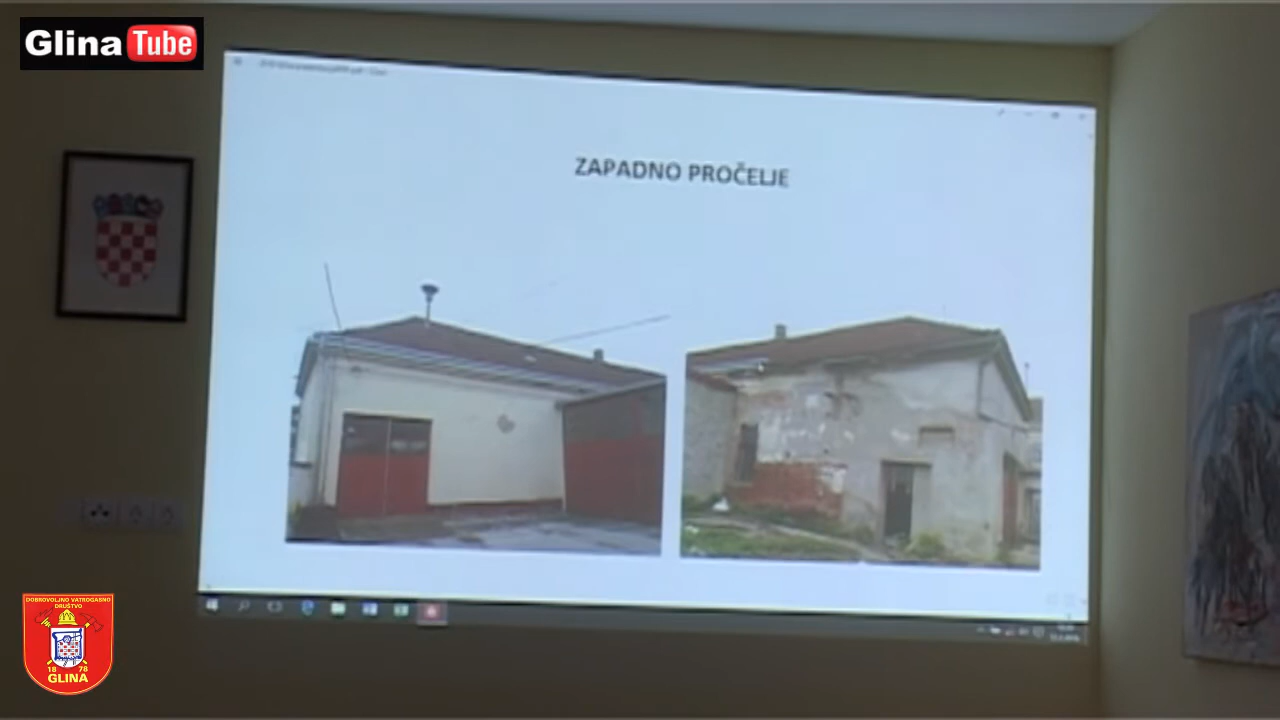 Glina Tube
ZAPADNO PROČELJE
DOBROVOLJNO VATROGASNO
DRUŠTVO
18 78
GLINA